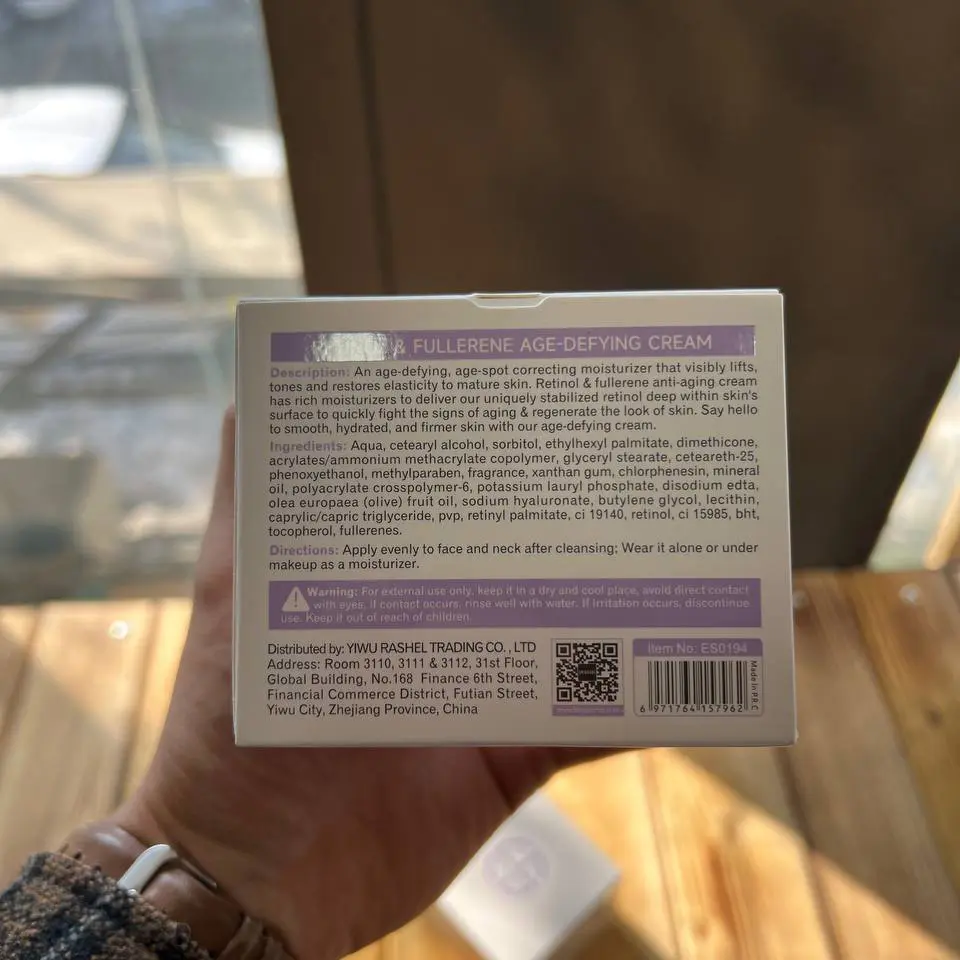 & FULLERENE AGE-DEFYING CREAM
Description: An age-defying, age-spot correcting moisturizer that visibly lifts,
tones and restores elasticity to mature skin. Retinol & fullerene anti-aging cream
has rich moisturizers to deliver our uniquely stabilized retinol deep within skin's
surface to quickly fight the signs of aging & regenerate the look of skin. Say hello
to smooth, hydrated, and firmer skin with our age-defying cream.
Ingredients: Aqua, cetearyl alcohol, sorbitol, ethylhexyl palmitate, dimethicone,
acrylates/ammonium methacrylate copolymer, glyceryl stearate, ceteareth-25,
phenoxyethanol, methylparaben, fragrance, xanthan gum, chlorphenesin, mineral
oil, polyacrylate crosspolymer-6, potassium lauryl phosphate, disodium edta,
olea europaea (olive) fruit oil, sodium hyaluronate, butylene glycol, lecithin,
caprylic/capric triglyceride, pvp, retinyl palmitate, ci 19140, retinol, ci 15985, bht,
tocopherol, fullerenes.
Directions: Apply evenly to face and neck after cleansing; Wear it alone or under
makeup as a moisturizer.
Warning: For external use only, keep it in a dry and cool place, avoid direct contact
with eyes, if contact occurs, rinse well with water. If irritation occurs, discontinue
use. Keep it out of reach of children.
Distributed by: YIWU RASHEL TRADING CO. , LTD
Address: Room 3110, 3111 & 3112, 31st Floor,
Global Building, No.168 Finance 6th Street,
Financial Commerce District, Futian Street,
Yiwu City, Zhejiang Province, China
Item No: ES0194
Made in P.R.C
6 971764 157962